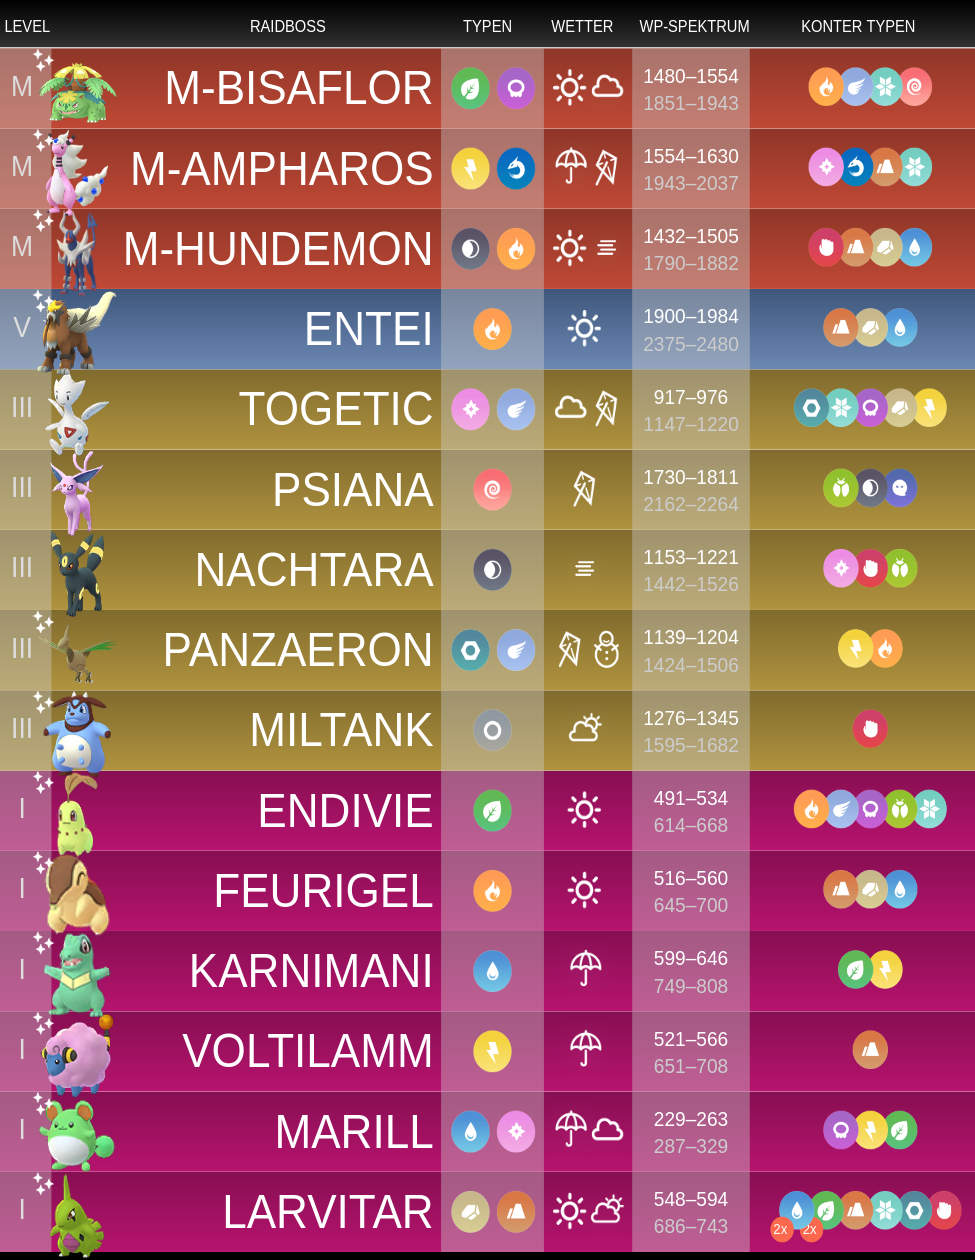 LEVEL RAIDBOSS TYPEN WETTER WP-SPEKTRUM KONTER TYPEN
M M-BISAFLOR 1480–1554
1851–1943
M M-AMPHAROS 1554–1630
1943–2037
M M-HUNDEMON 1432–1505
1790–1882
V ENTEI 1900–1984
2375–2480
III TOGETIC 917–976
1147–1220
III PSIANA 1730–1811
2162–2264
III NACHTARA 1153–1221
1442–1526
III PANZAERON 1139–1204
1424–1506
III MILTANK 1276–1345
1595–1682
I ENDIVIE 491–534
614–668
I FEURIGEL 516–560
645–700
I KARNIMANI 599–646
749–808
I VOLTILAMM 521–566
651–708
I MARILL 229–263
287–329
I LARVITAR 548–594
686–743 2x 2x